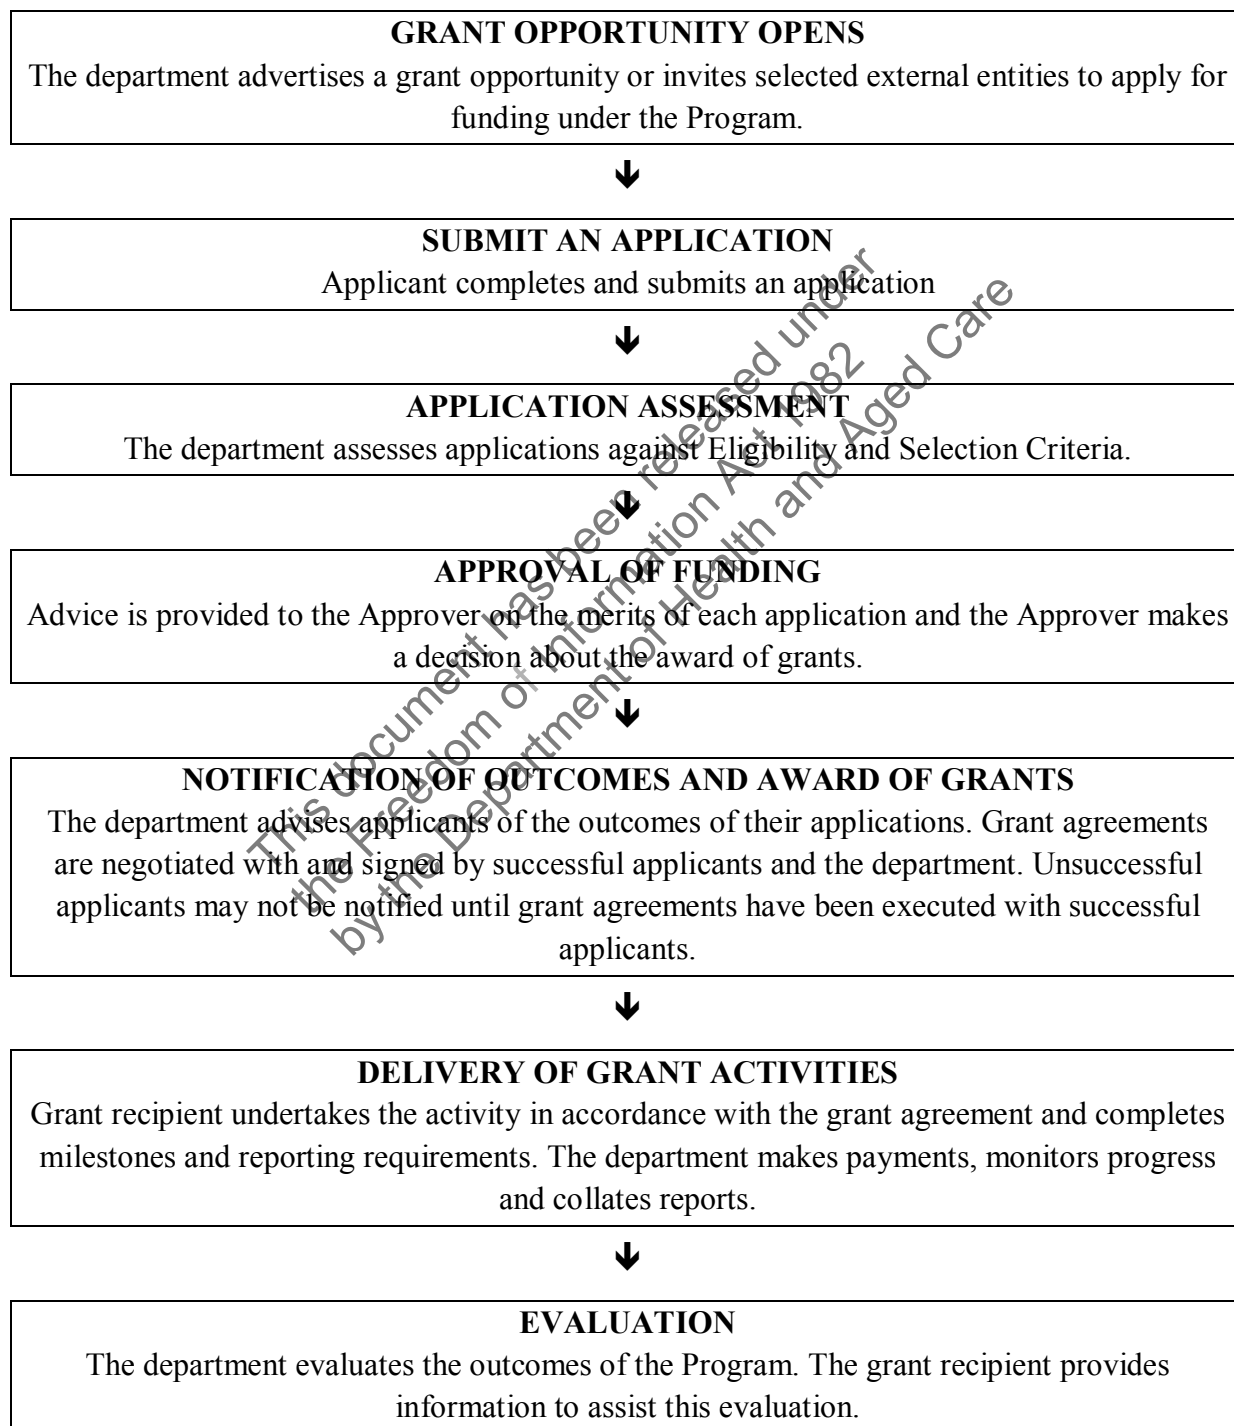 GRANT OPPORTUNITY OPENS
The department advertises a grant opportunity or invites selected external entities to apply for
funding under the Program.
SUBMIT AN APPLICATION
Applicant completes and submits an application
APPLICATION ASSESSMENT
The department assesses applications against Eligibility and Selection Criteria.
APPROVAL OF FUNDING
Advice is provided to the Approver on the merits of each application and the Approver makes
a decision about the award of grants.
NOTIFICATION OF OUTCOMES AND AWARD OF GRANTS
The department advises applicants of the outcomes of their applications. Grant agreements
are negotiated with and signed by successful applicants and the department. Unsuccessful
applicants may not be notified until grant agreements have been executed with successful
applicants.
DELIVERY OF GRANT ACTIVITIES
Grant recipient undertakes the activity in accordance with the grant agreement and completes
milestones and reporting requirements. The department makes payments, monitors progress
and collates reports.
EVALUATION
The department evaluates the outcomes of the Program. The grant recipient provides
information to assist this evaluation.
This document has been released under
the Freedom of Information Act 1982
by the Department of Health and Aged Care